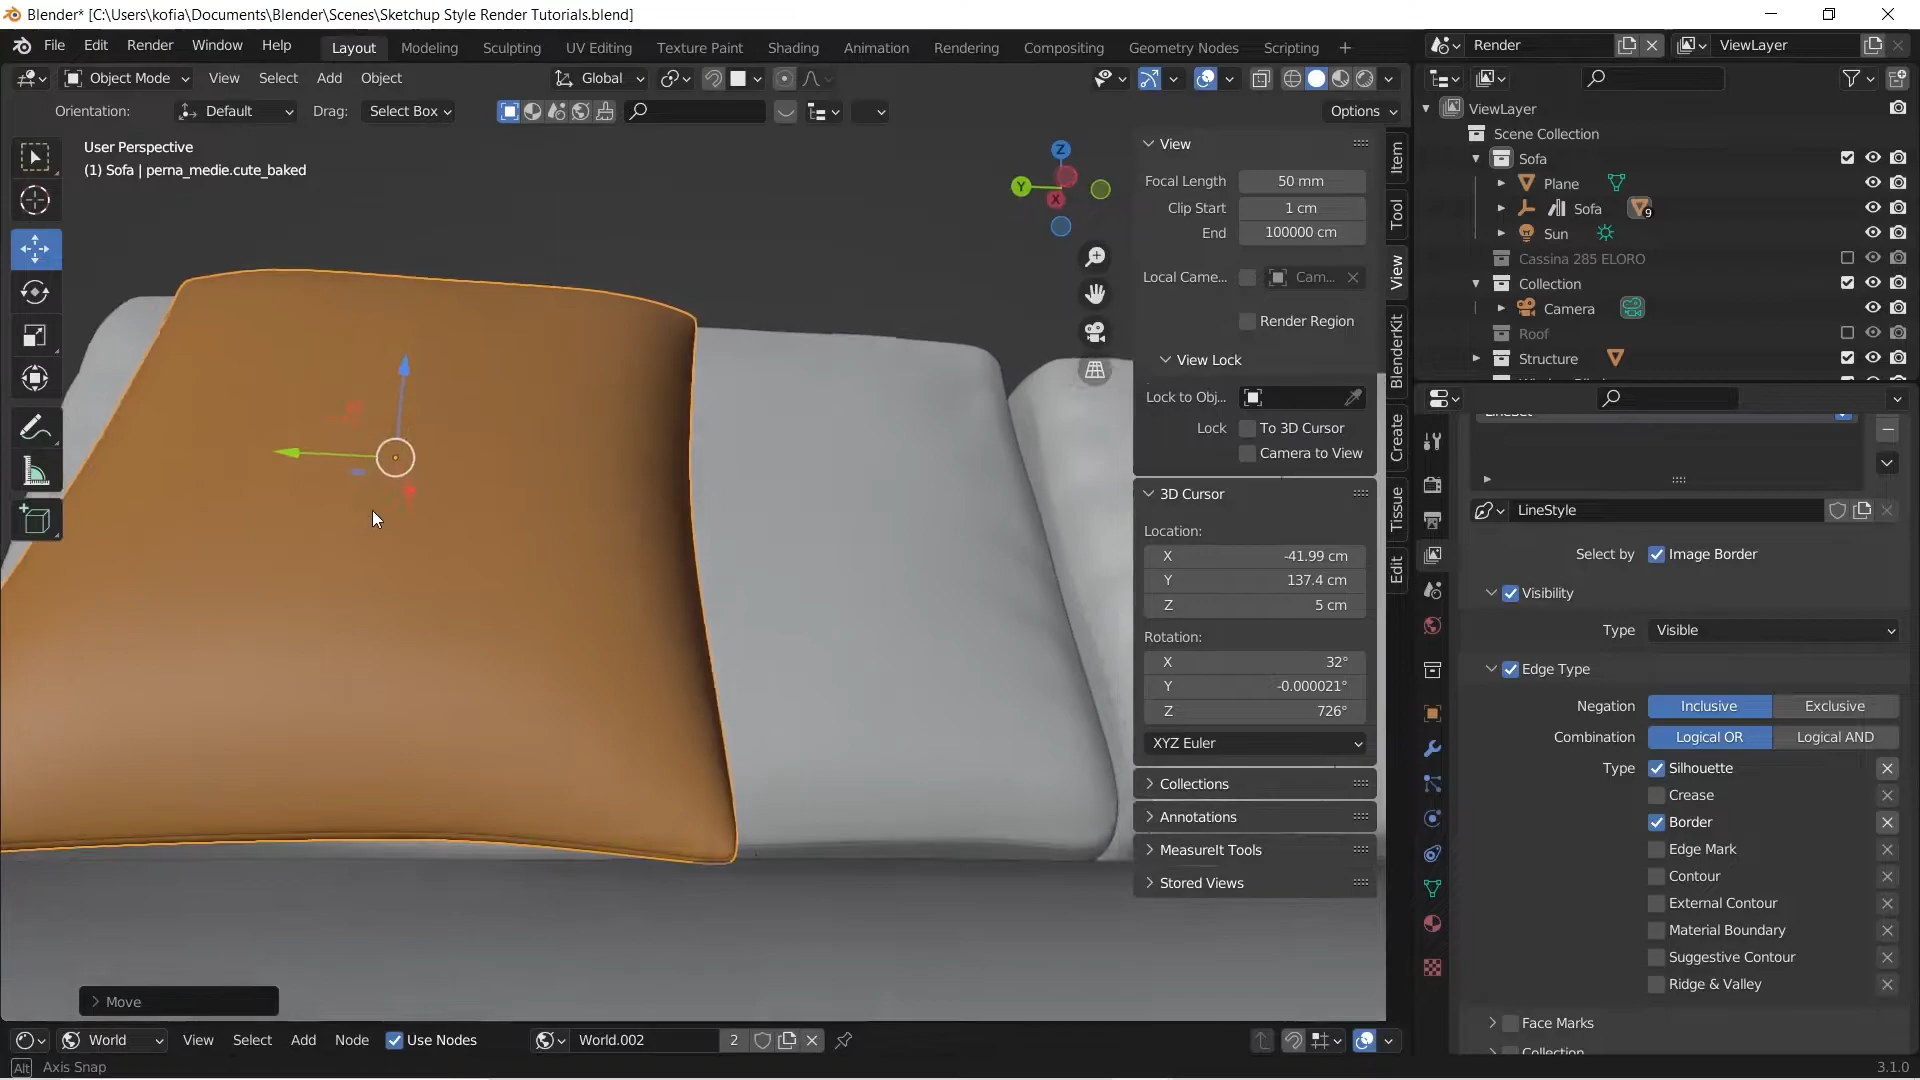 Blender* [C:\Users\kofia\Documents\Blender\Scenes\Sketchup Style Render Tutorials.blend]
File Edit Render Window Help Layout Modeling Sculpting UV Editing Texture Paint Shading Animation Rendering Compositing Geometry Nodes Scripting + Render ViewLayer
Object Mode View Select Add Object Global
Orientation: Default Drag: Select Box Options
User Perspective
(1) Sofa | perna_medie.cute_baked
Z
Y
X
View
Focal Length 50 mm
Clip Start 1 cm
End 100000 cm
Local Came... Cam...
Render Region
View Lock
Lock to Obj...
Lock To 3D Cursor
Camera to View
3D Cursor
Location:
X -41.99 cm
Y 137.4 cm
Z 5 cm
Rotation:
X 32°
Y -0.000021°
Z 726°
XYZ Euler
Collections
Annotations
MeasureIt Tools
Stored Views
Item
Tool
View
BlenderKit
Create
Tissue
Edit
ViewLayer
Scene Collection
Sofa
Plane
Sofa 9
Sun
Cassina 285 ELORO
Collection
Camera
Roof
Structure
LineStyle
Select by Image Border
Visibility
Type Visible
Edge Type
Negation Inclusive Exclusive
Combination Logical OR Logical AND
Type Silhouette
Crease
Border
Edge Mark
Contour
External Contour
Material Boundary
Suggestive Contour
Ridge & Valley
Face Marks
Collection
Move
World View Select Add Node Use Nodes World.002 2
Alt Axis Snap 3.1.0